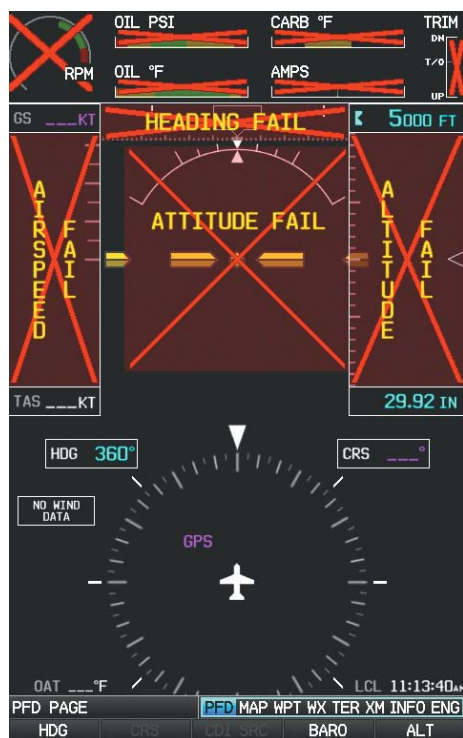 OIL PSI CARB °F TRIM
DN
T/O
RPM
OIL °F AMPS
UP
GS ___KT HEADING FAIL 5000 FT
ATTITUDE FAIL
AIRSPEED FAIL
ALTITUDE FAIL
TAS ___KT 29.92 IN
HDG 360° CRS ___°
NO WIND
DATA
GPS
OAT ___°F LCL 11:13:40AM
PFD PAGE PFD MAP WPT WX TER XM INFO ENG
HDG CRS CDI SRC BARO ALT